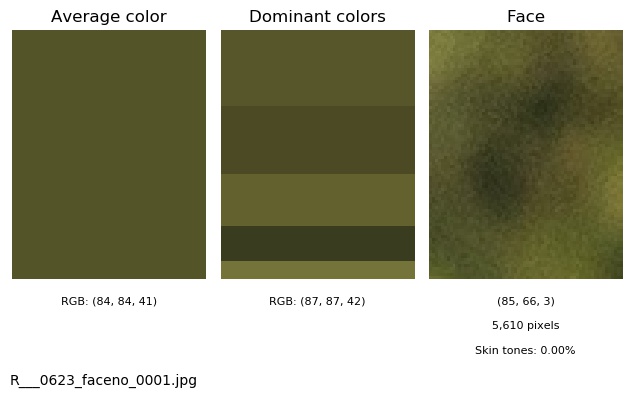 Average color
Dominant colors
Face
RGB: (84, 84, 41)
RGB: (87, 87, 42)
(85, 66, 3)
5,610 pixels
Skin tones: 0.00%
R___0623_faceno_0001.jpg